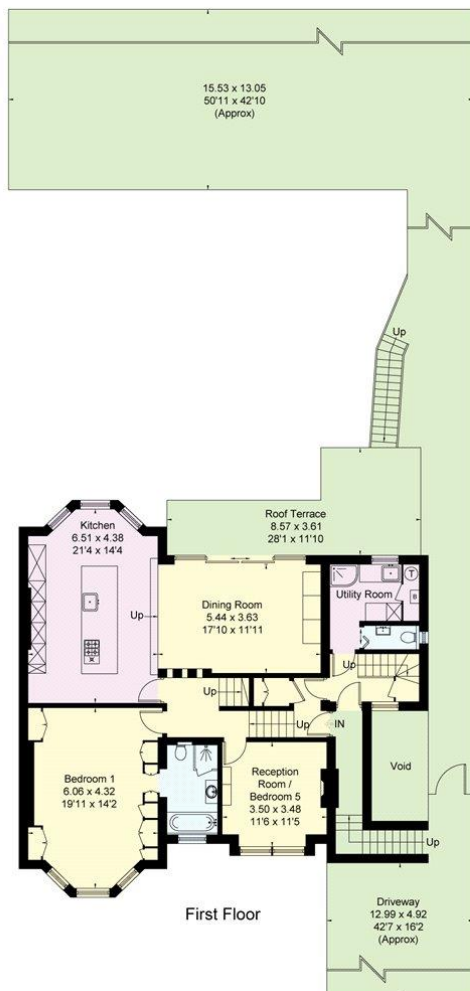 15.53 x 13.05
50'11 x 42'10
(Approx)
Up
Roof Terrace
8.57 x 3.61
28'1 x 11'10
Kitchen
6.51 x 4.38
21'4 x 14'4
Up
Dining Room
5.44 x 3.63
17'10 x 11'11
Utility Room
T
B
Up
Up
Up
IN
Void
Bedroom 1
6.06 x 4.32
19'11 x 14'2
Reception
Room /
Bedroom 5
3.50 x 3.48
11'6 x 11'5
Up
First Floor
Driveway
12.99 x 4.92
42'7 x 16'2
(Approx)